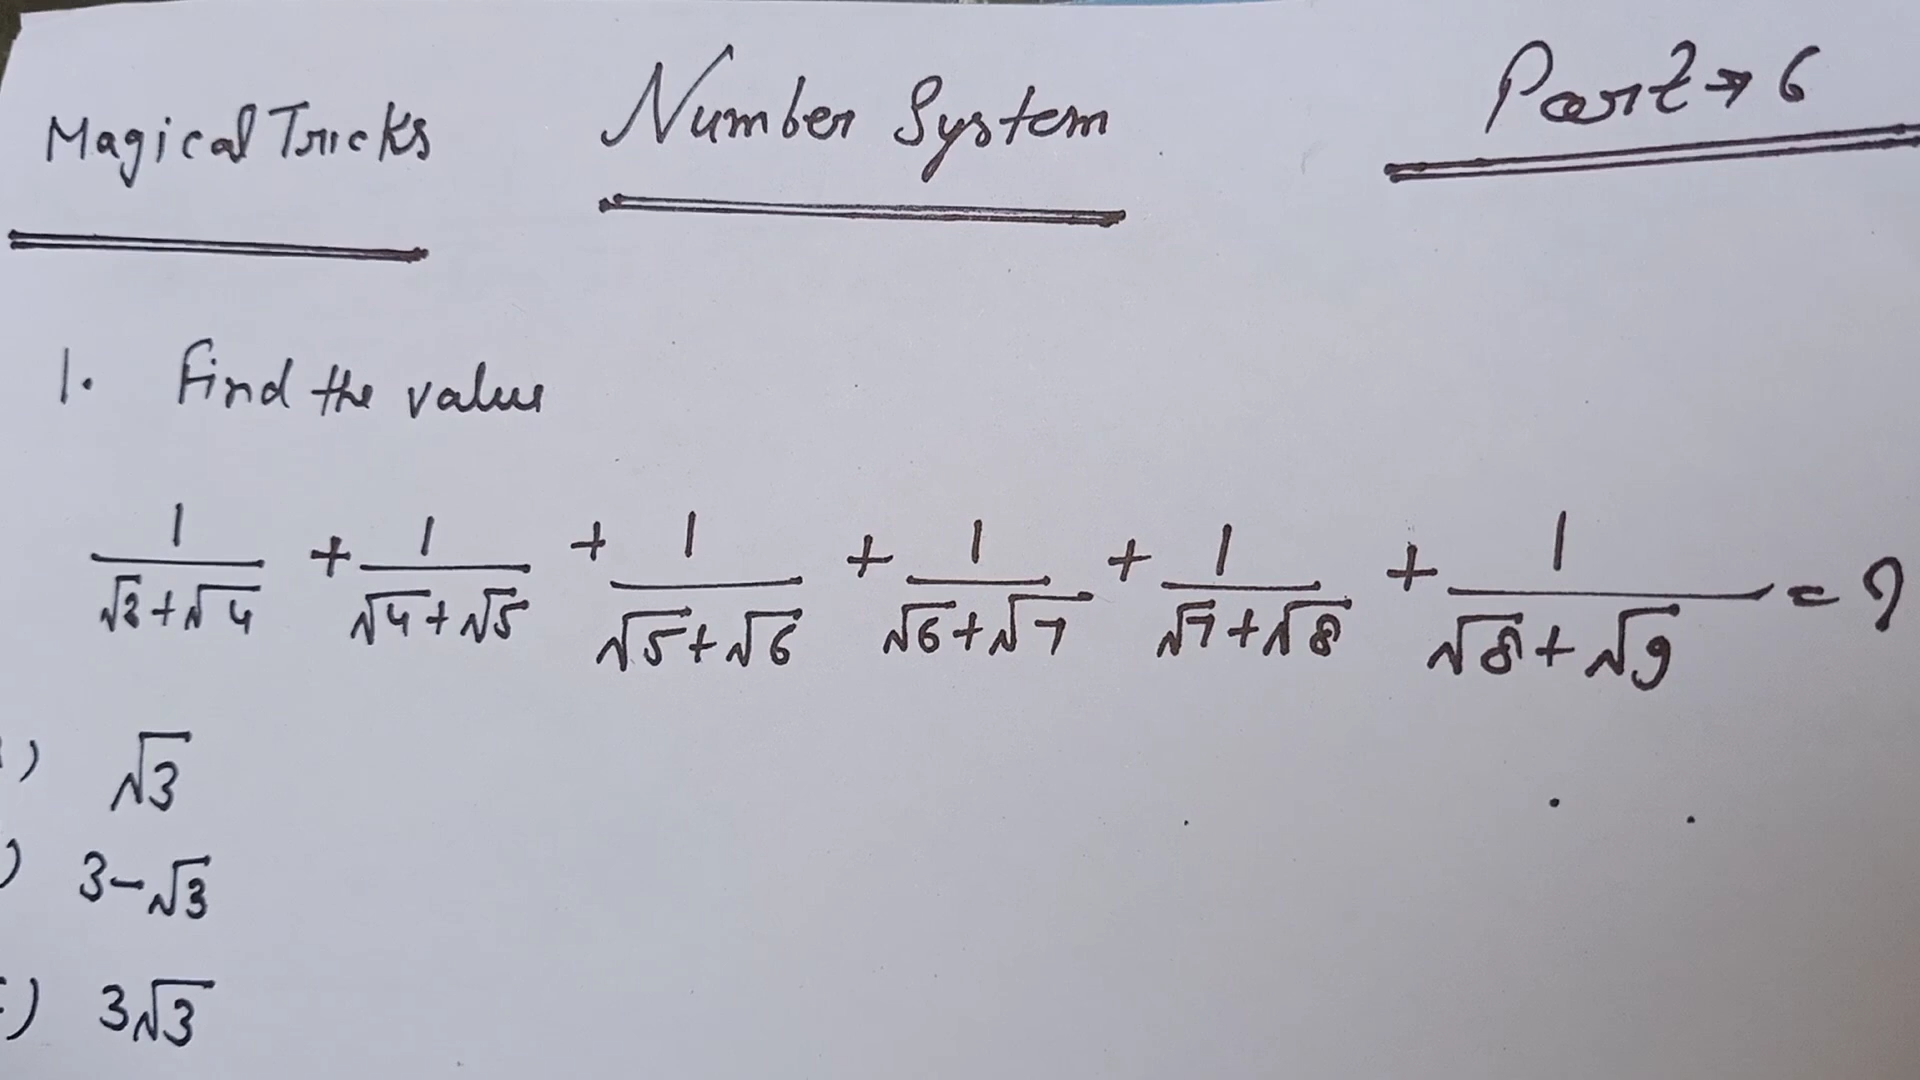 Magical Tricks Number System Part → 6
1. Find the value
1/(√3+√4) + 1/(√4+√5) + 1/(√5+√6) + 1/(√6+√7) + 1/(√7+√8) + 1/(√8+√9) = ?
) √3
) 3-√3
) 3√3